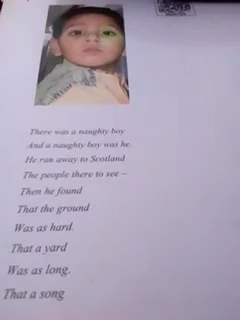 There was a naughty boy
And a naughty boy was he.
He ran away to Scotland
The people there to see –
Then he found
That the ground
Was as hard.
That a yard
Was as long.
That a song